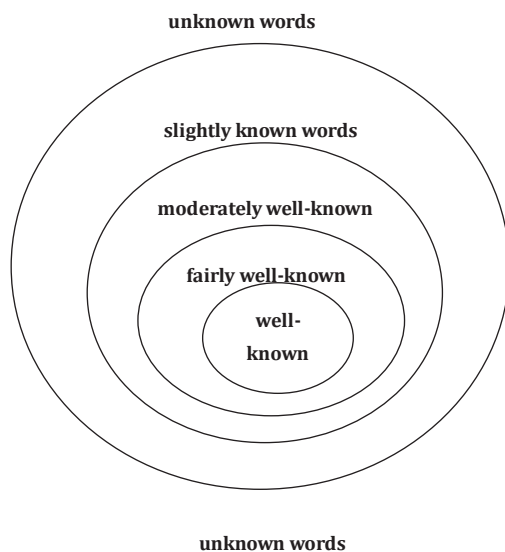 unknown words
slightly known words
moderately well-known
fairly well-known
well-
known
unknown words